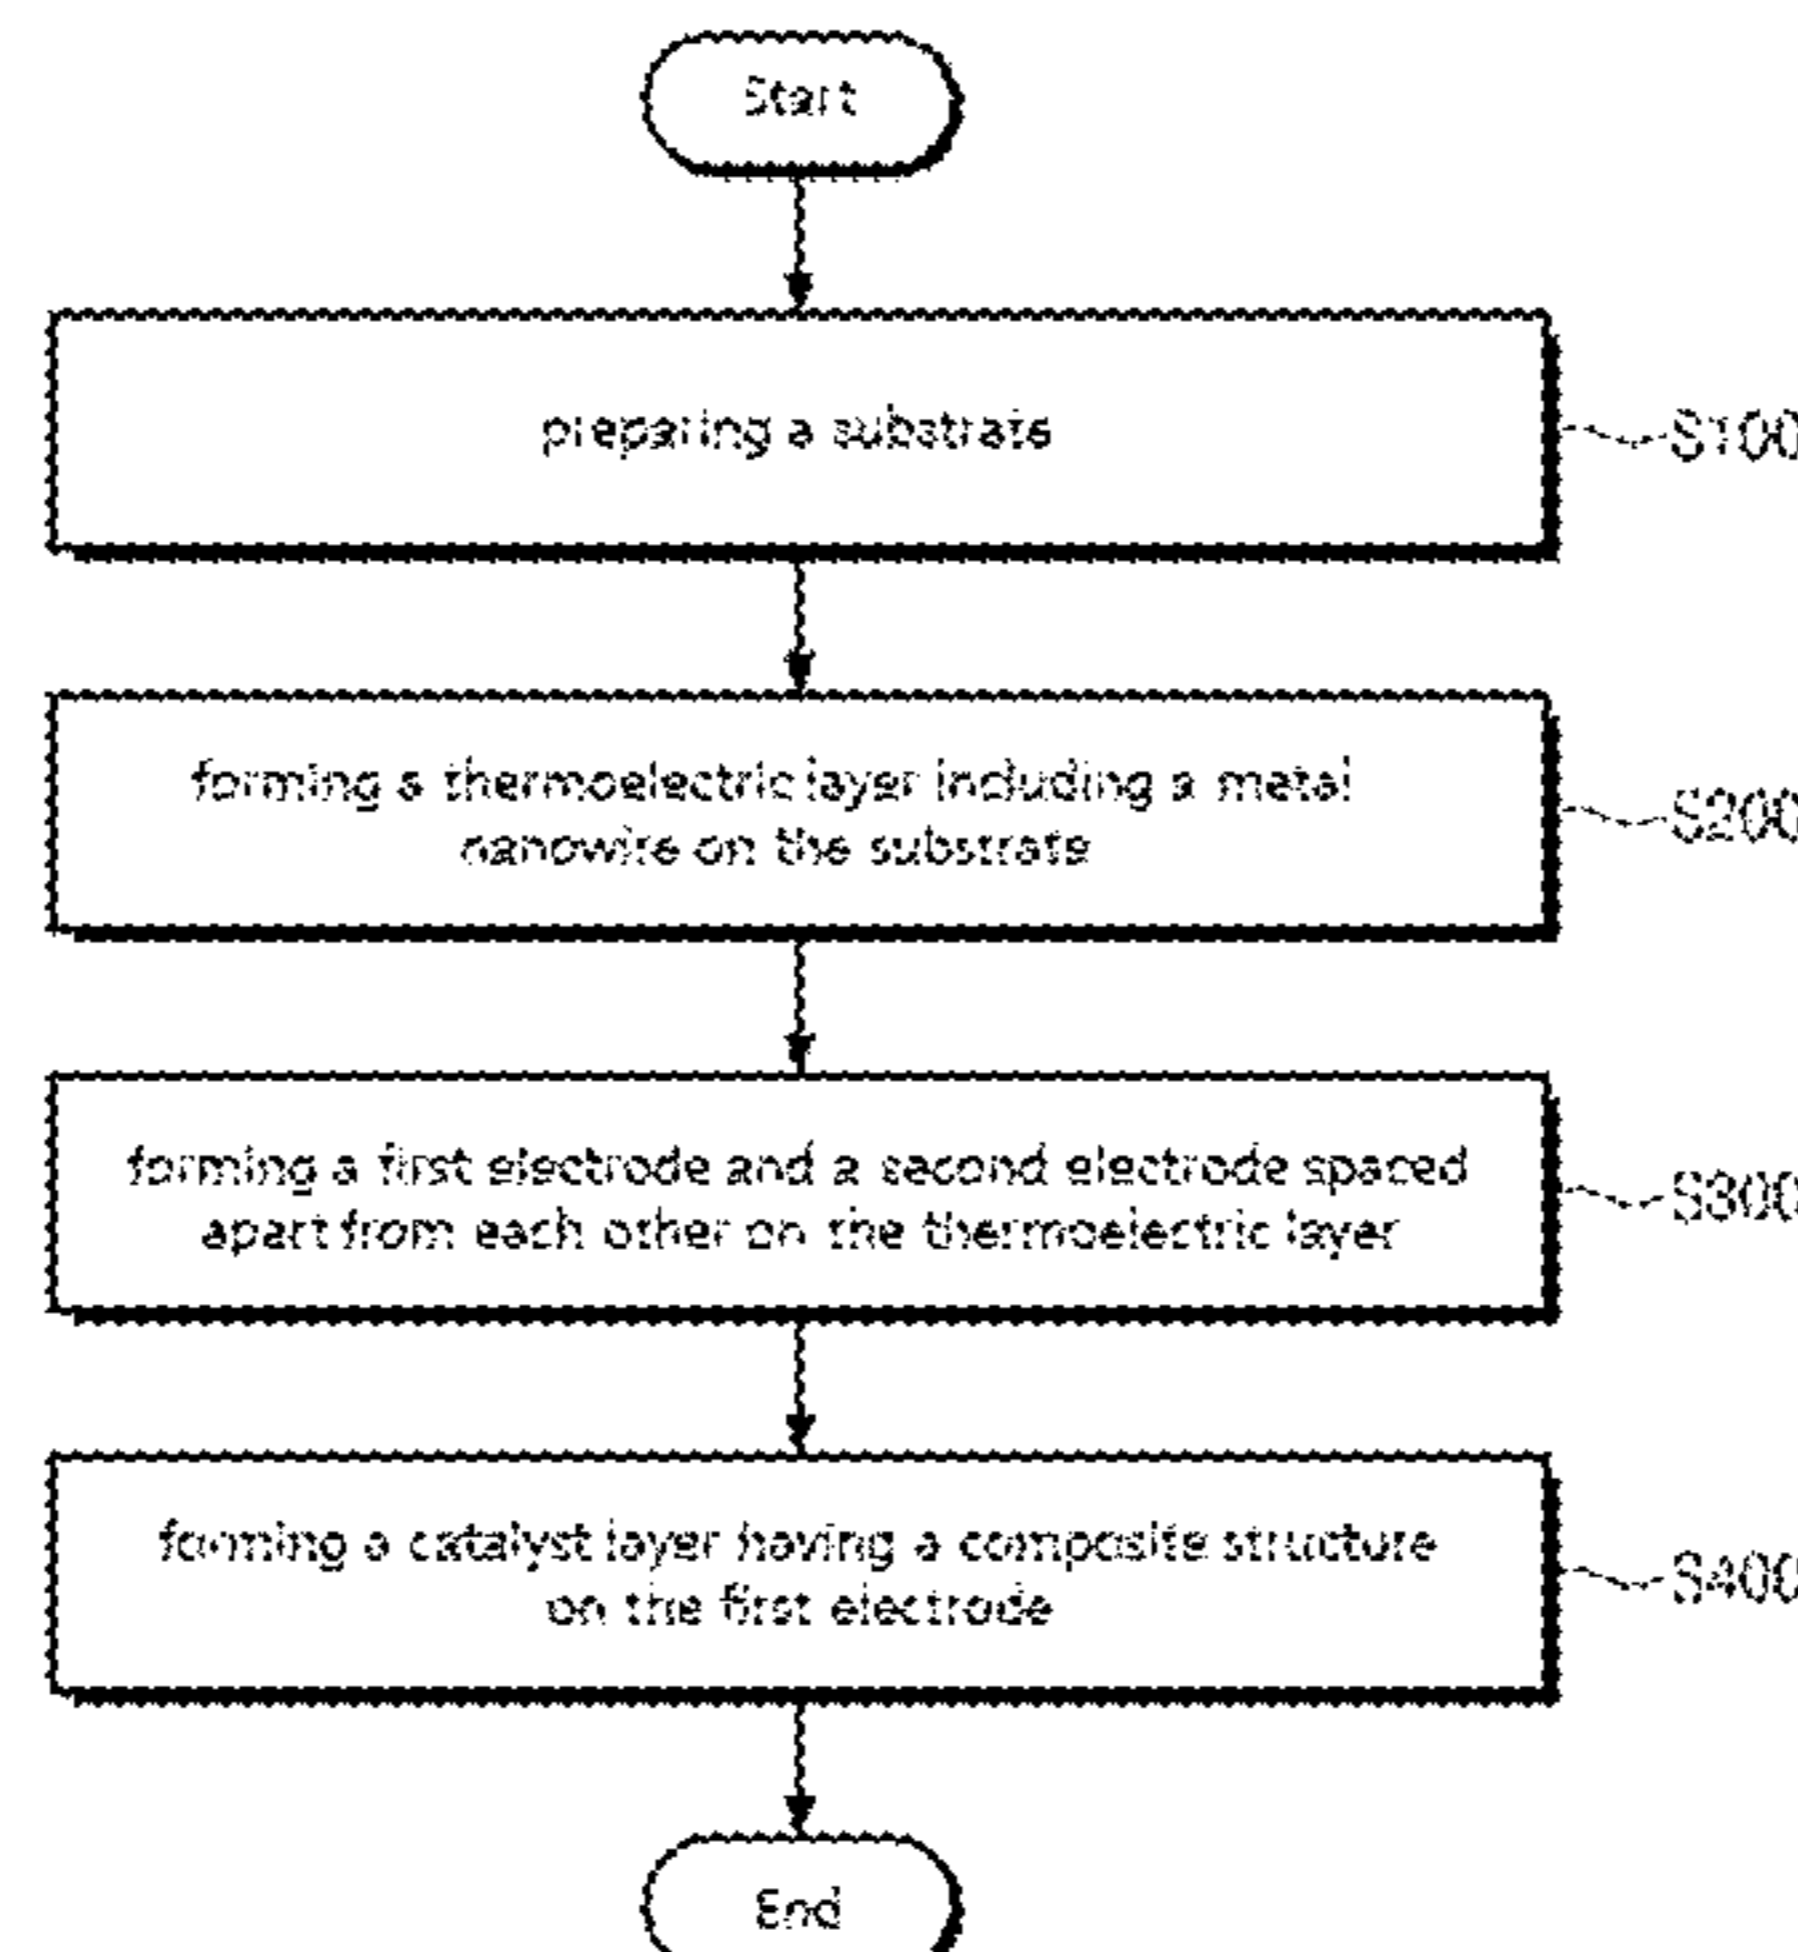 Start
preparing a substrate
S100
forming a thermoelectric layer including a metal
nanowire on the substrate
S200
forming a first electrode and a second electrode spaced
apart from each other on the thermoelectric layer
S300
forming a catalyst layer having a composite structure
on the first electrode
S400
End